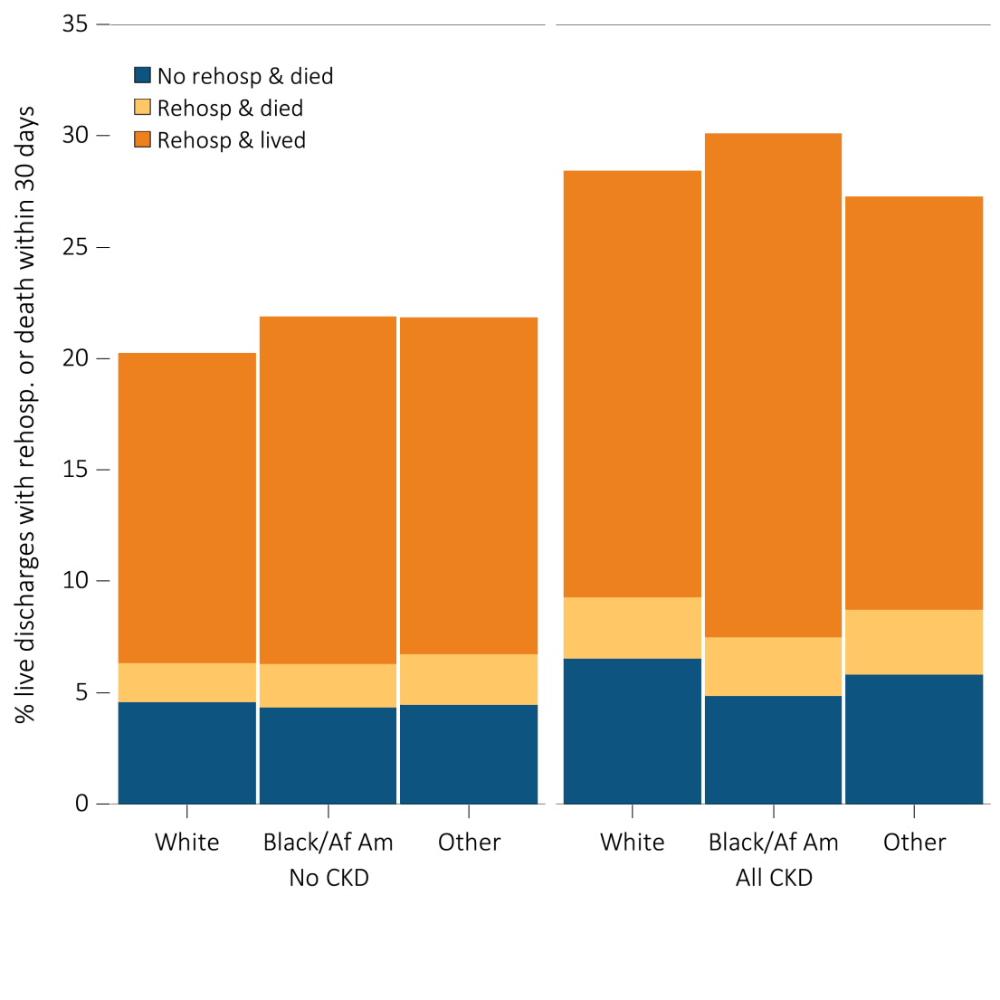 % live discharges with rehosp. or death within 30 days
35
30
25
20
15
10
5
0
No rehosp & died
Rehosp & died
Rehosp & lived
White Black/Af Am Other White Black/Af Am Other
No CKD All CKD